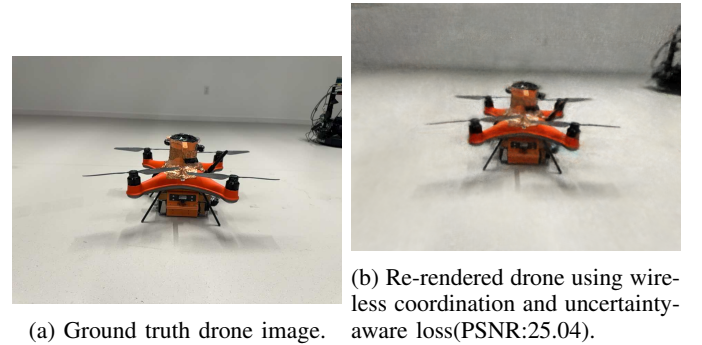 (a) Ground truth drone image.
(b) Re-rendered drone using wire-
less coordination and uncertainty-
aware loss(PSNR:25.04).